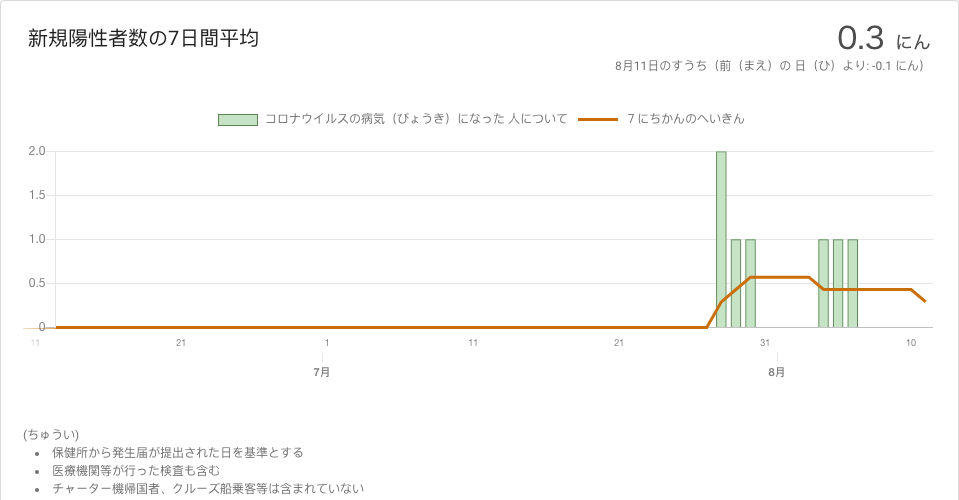 新規陽性者数の7日間平均
0.3 にん
8月11日のすうち（前（まえ）の 日（ひ）より: -0.1 にん）
コロナウイルスの病気（びょうき）になった 人について
7 にちかんのへいきん
2.0
1.5
1.0
0.5
0
11 21 1 11 21 31 10
7月 8月
(ちゅうい)
• 保健所から発生届が提出された日を基準とする
• 医療機関等が行った検査も含む
• チャーター機帰国者、クルーズ船乗客等は含まれていない